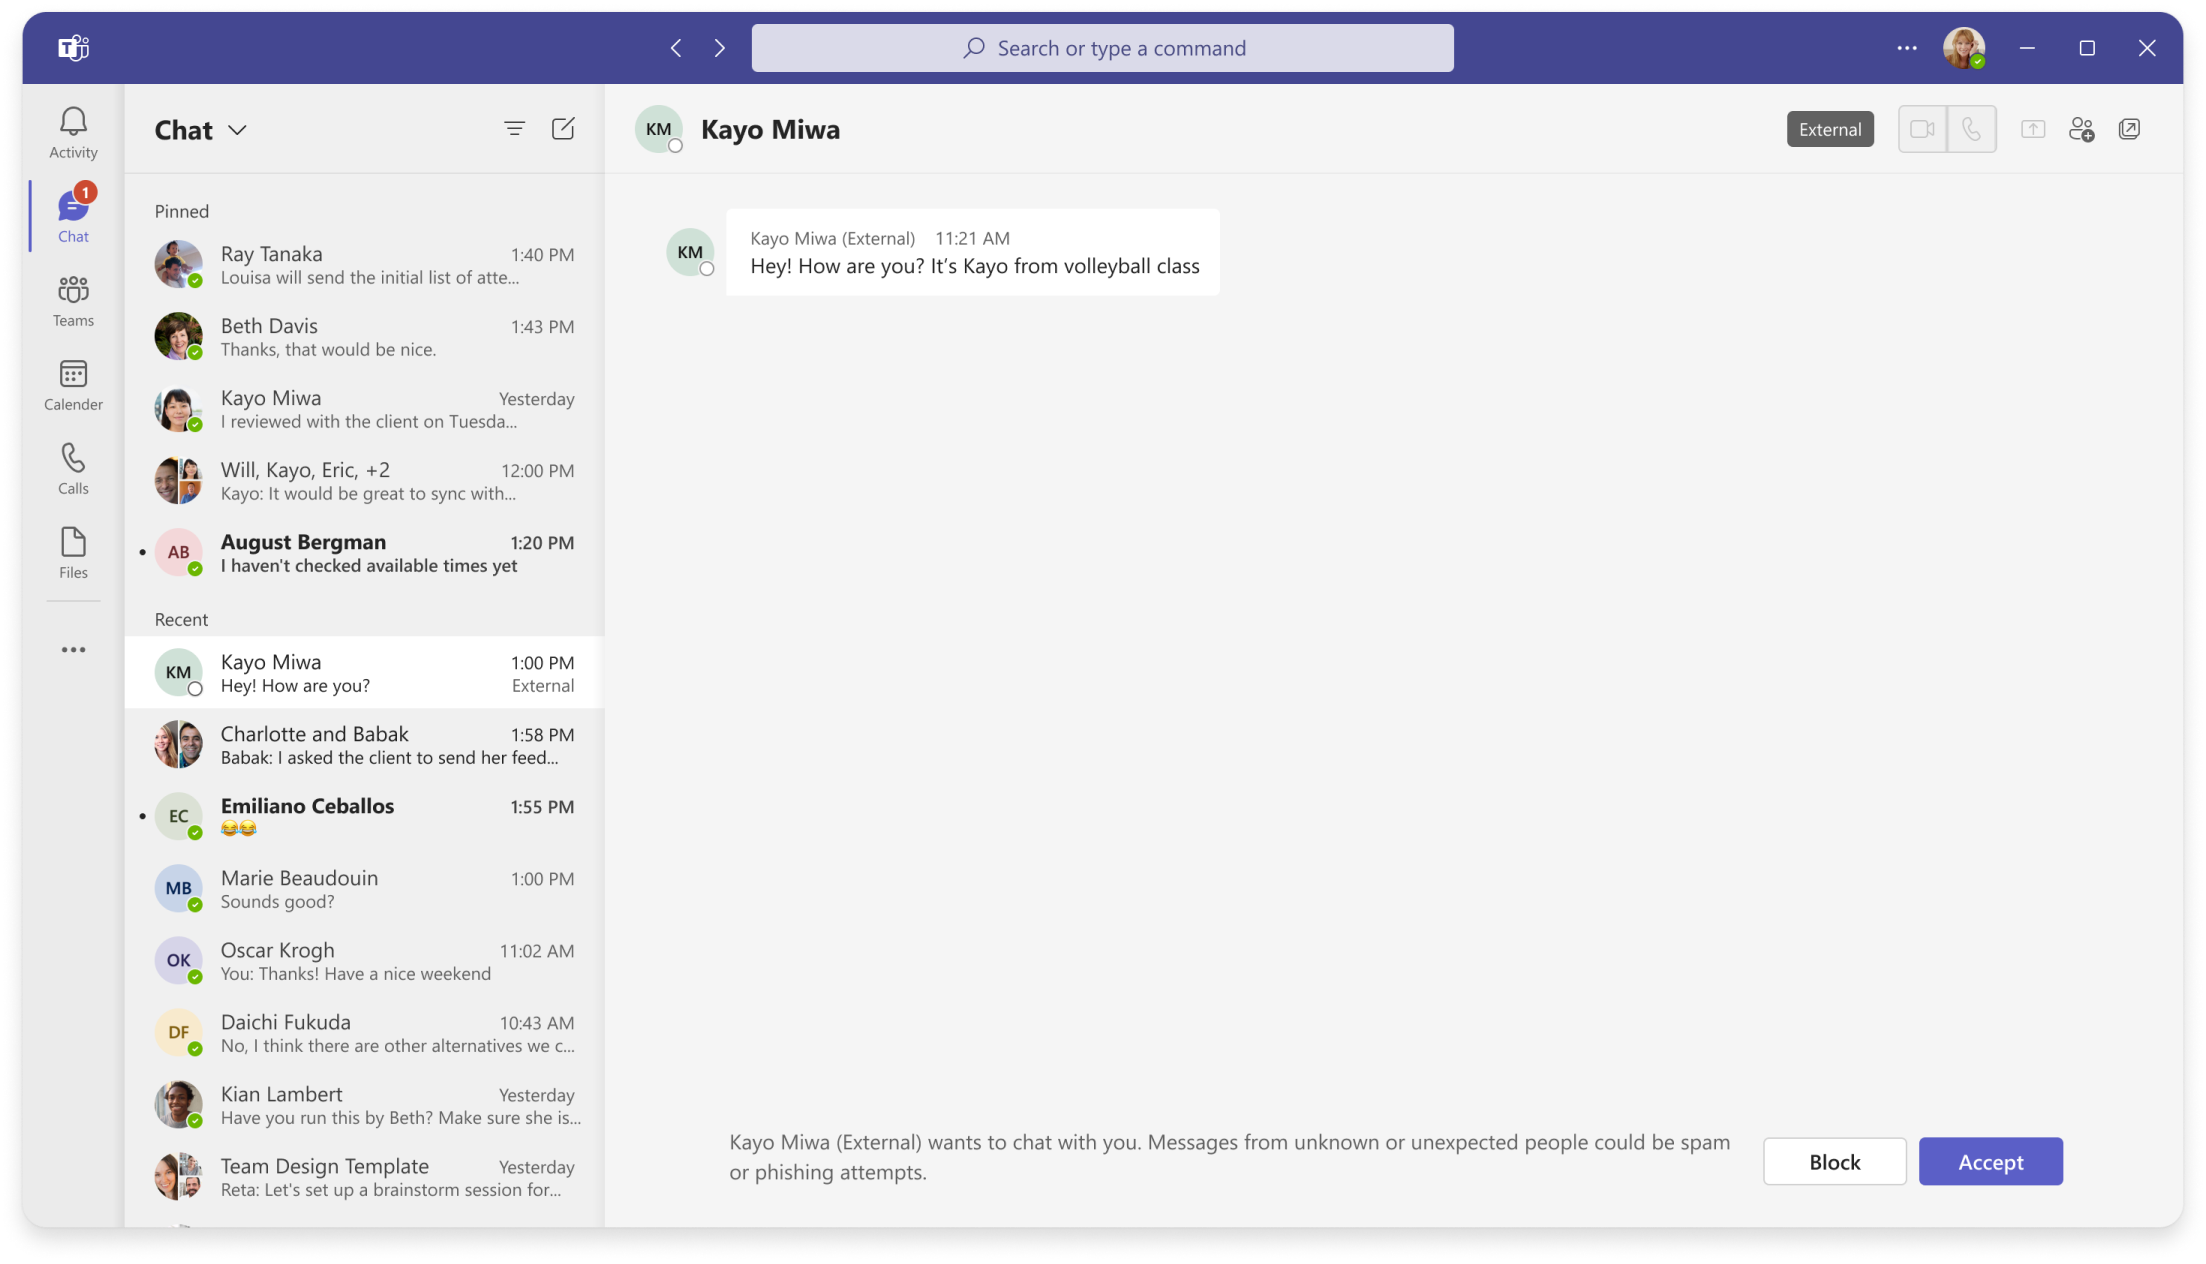 Search or type a command
Activity
1
Chat
Teams
Calender
Calls
Files
Chat
Pinned
Ray Tanaka 1:40 PM
Louisa will send the initial list of atte...
Beth Davis 1:43 PM
Thanks, that would be nice.
Kayo Miwa Yesterday
I reviewed with the client on Tuesda...
Will, Kayo, Eric, +2 12:00 PM
Kayo: It would be great to sync with...
AB August Bergman 1:20 PM
I haven't checked available times yet
Recent
KM Kayo Miwa 1:00 PM
Hey! How are you? External
Charlotte and Babak 1:58 PM
Babak: I asked the client to send her feed...
EC Emiliano Ceballos 1:55 PM
😂😂
MB Marie Beaudouin 1:00 PM
Sounds good?
OK Oscar Krogh 11:02 AM
You: Thanks! Have a nice weekend
DF Daichi Fukuda 10:43 AM
No, I think there are other alternatives we c...
Kian Lambert Yesterday
Have you run this by Beth? Make sure she is...
Team Design Template Yesterday
Reta: Let's set up a brainstorm session for...
KM Kayo Miwa External
KM Kayo Miwa (External) 11:21 AM
Hey! How are you? It’s Kayo from volleyball class
Kayo Miwa (External) wants to chat with you. Messages from unknown or unexpected people could be spam
or phishing attempts.
Block Accept